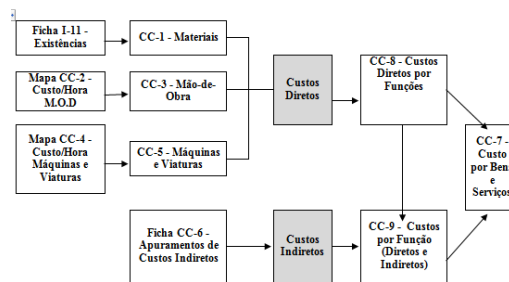 Ficha I-11 -
Existências
CC-1 - Materiais
Mapa CC-2 -
Custo/Hora
M.O.D
CC-3 - Mão-de-
Obra
Mapa CC-4 -
Custo/Hora
Máquinas e
Viaturas
CC-5 - Máquinas
e Viaturas
Custos
Diretos
CC-8 - Custos
Diretos por
Funções
CC-7 -
Custo
por Bens
e
Serviços
Ficha CC-6 -
Apuramentos de
Custos Indiretos
Custos
Indiretos
CC-9 - Custos
por Função
(Diretos e
Indiretos)